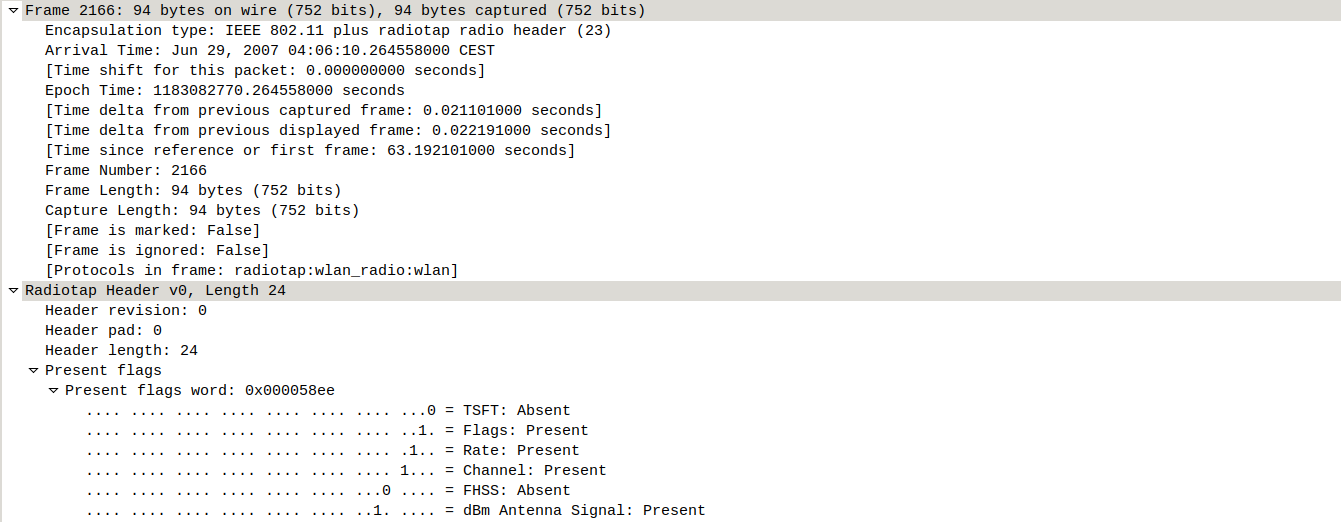 Frame 2166: 94 bytes on wire (752 bits), 94 bytes captured (752 bits)
Encapsulation type: IEEE 802.11 plus radiotap radio header (23)
Arrival Time: Jun 29, 2007 04:06:10.264558000 CEST
[Time shift for this packet: 0.000000000 seconds]
Epoch Time: 1183082770.264558000 seconds
[Time delta from previous captured frame: 0.021101000 seconds]
[Time delta from previous displayed frame: 0.022191000 seconds]
[Time since reference or first frame: 63.192101000 seconds]
Frame Number: 2166
Frame Length: 94 bytes (752 bits)
Capture Length: 94 bytes (752 bits)
[Frame is marked: False]
[Frame is ignored: False]
[Protocols in frame: radiotap:wlan_radio:wlan]
Radiotap Header v0, Length 24
Header revision: 0
Header pad: 0
Header length: 24
Present flags
Present flags word: 0x000058ee
.... .... .... .... .... .... .... ...0 = TSFT: Absent
.... .... .... .... .... .... .... ..1. = Flags: Present
.... .... .... .... .... .... .... .1.. = Rate: Present
.... .... .... .... .... .... .... 1... = Channel: Present
.... .... .... .... .... .... ...0 .... = FHSS: Absent
.... .... .... .... .... .... ..1. .... = dBm Antenna Signal: Present